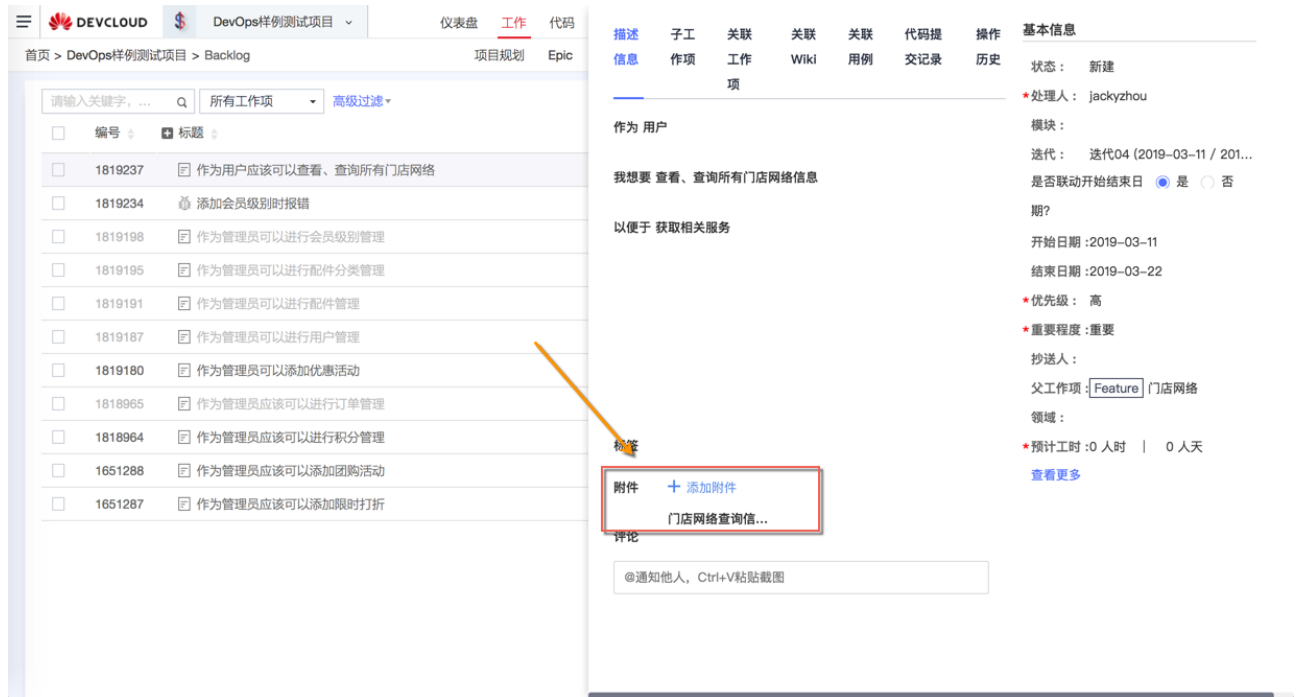 DEVCLOUD $ DevOps样例测试项目 仪表盘 工作 代码
首页 > DevOps样例测试项目 > Backlog 项目规划 Epic
请输入关键字，... 所有工作项 高级过滤
编号 标题
1819237 作为用户应该可以查看、查询所有门店网络
1819234 添加会员级别时报错
1819198 作为管理员可以进行会员级别管理
1819195 作为管理员可以进行配件分类管理
1819191 作为管理员可以进行配件管理
1819187 作为管理员可以进行用户管理
1819180 作为管理员可以添加优惠活动
1818965 作为管理员应该可以进行订单管理
1818964 作为管理员应该可以进行积分管理
1651288 作为管理员应该可以添加团购活动
1651287 作为管理员应该可以添加限时打折
描述 子工 关联 关联 关联 代码提 操作
信息 作项 工作 Wiki 用例 交记录 历史
项
作为 用户
我想要 查看、查询所有门店网络信息
以便于 获取相关服务
标签
附件 + 添加附件
门店网络查询信...
评论
@通知他人，Ctrl+V粘贴截图
基本信息
状态： 新建
*处理人： jackyzhou
模块：
迭代： 迭代04 (2019-03-11 / 201...
是否联动开始结束日 是 否
期?
开始日期 :2019-03-11
结束日期 :2019-03-22
*优先级： 高
*重要程度 :重要
抄送人：
父工作项 : Feature 门店网络
领域：
*预计工时 :0 人时 | 0 人天
查看更多